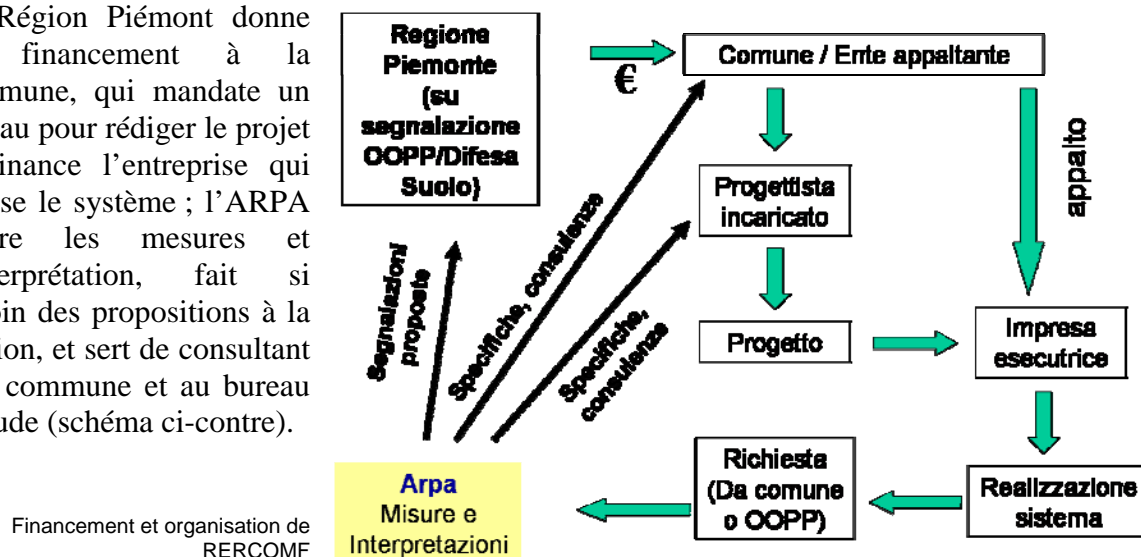 Région Piémont donne
financement à la
mmune, qui mandate un
au pour rédiger le projet
inance l'entreprise qui
se le système ; l'ARPA
re les mesures et
erprétation, fait si
oin des propositions à la
ion, et sert de consultant
commune et au bureau
ude (schéma ci-contre).
Financement et organisation de
RERCOMF
Regione
Piemonte
(su
segnalazione
OOPP/Difesa
Suolo)
€
Comune / Ente appaltante
appalto
Progettista
incaricato
Progetto
Impresa
esecutrice
Realizzazione
sistema
Richiesta
(Da comune
o OOPP)
Arpa
Misure e
Interpretazioni
Segnalazioni
proposte
Specifiche, consulenze
Specifiche,
consulenze